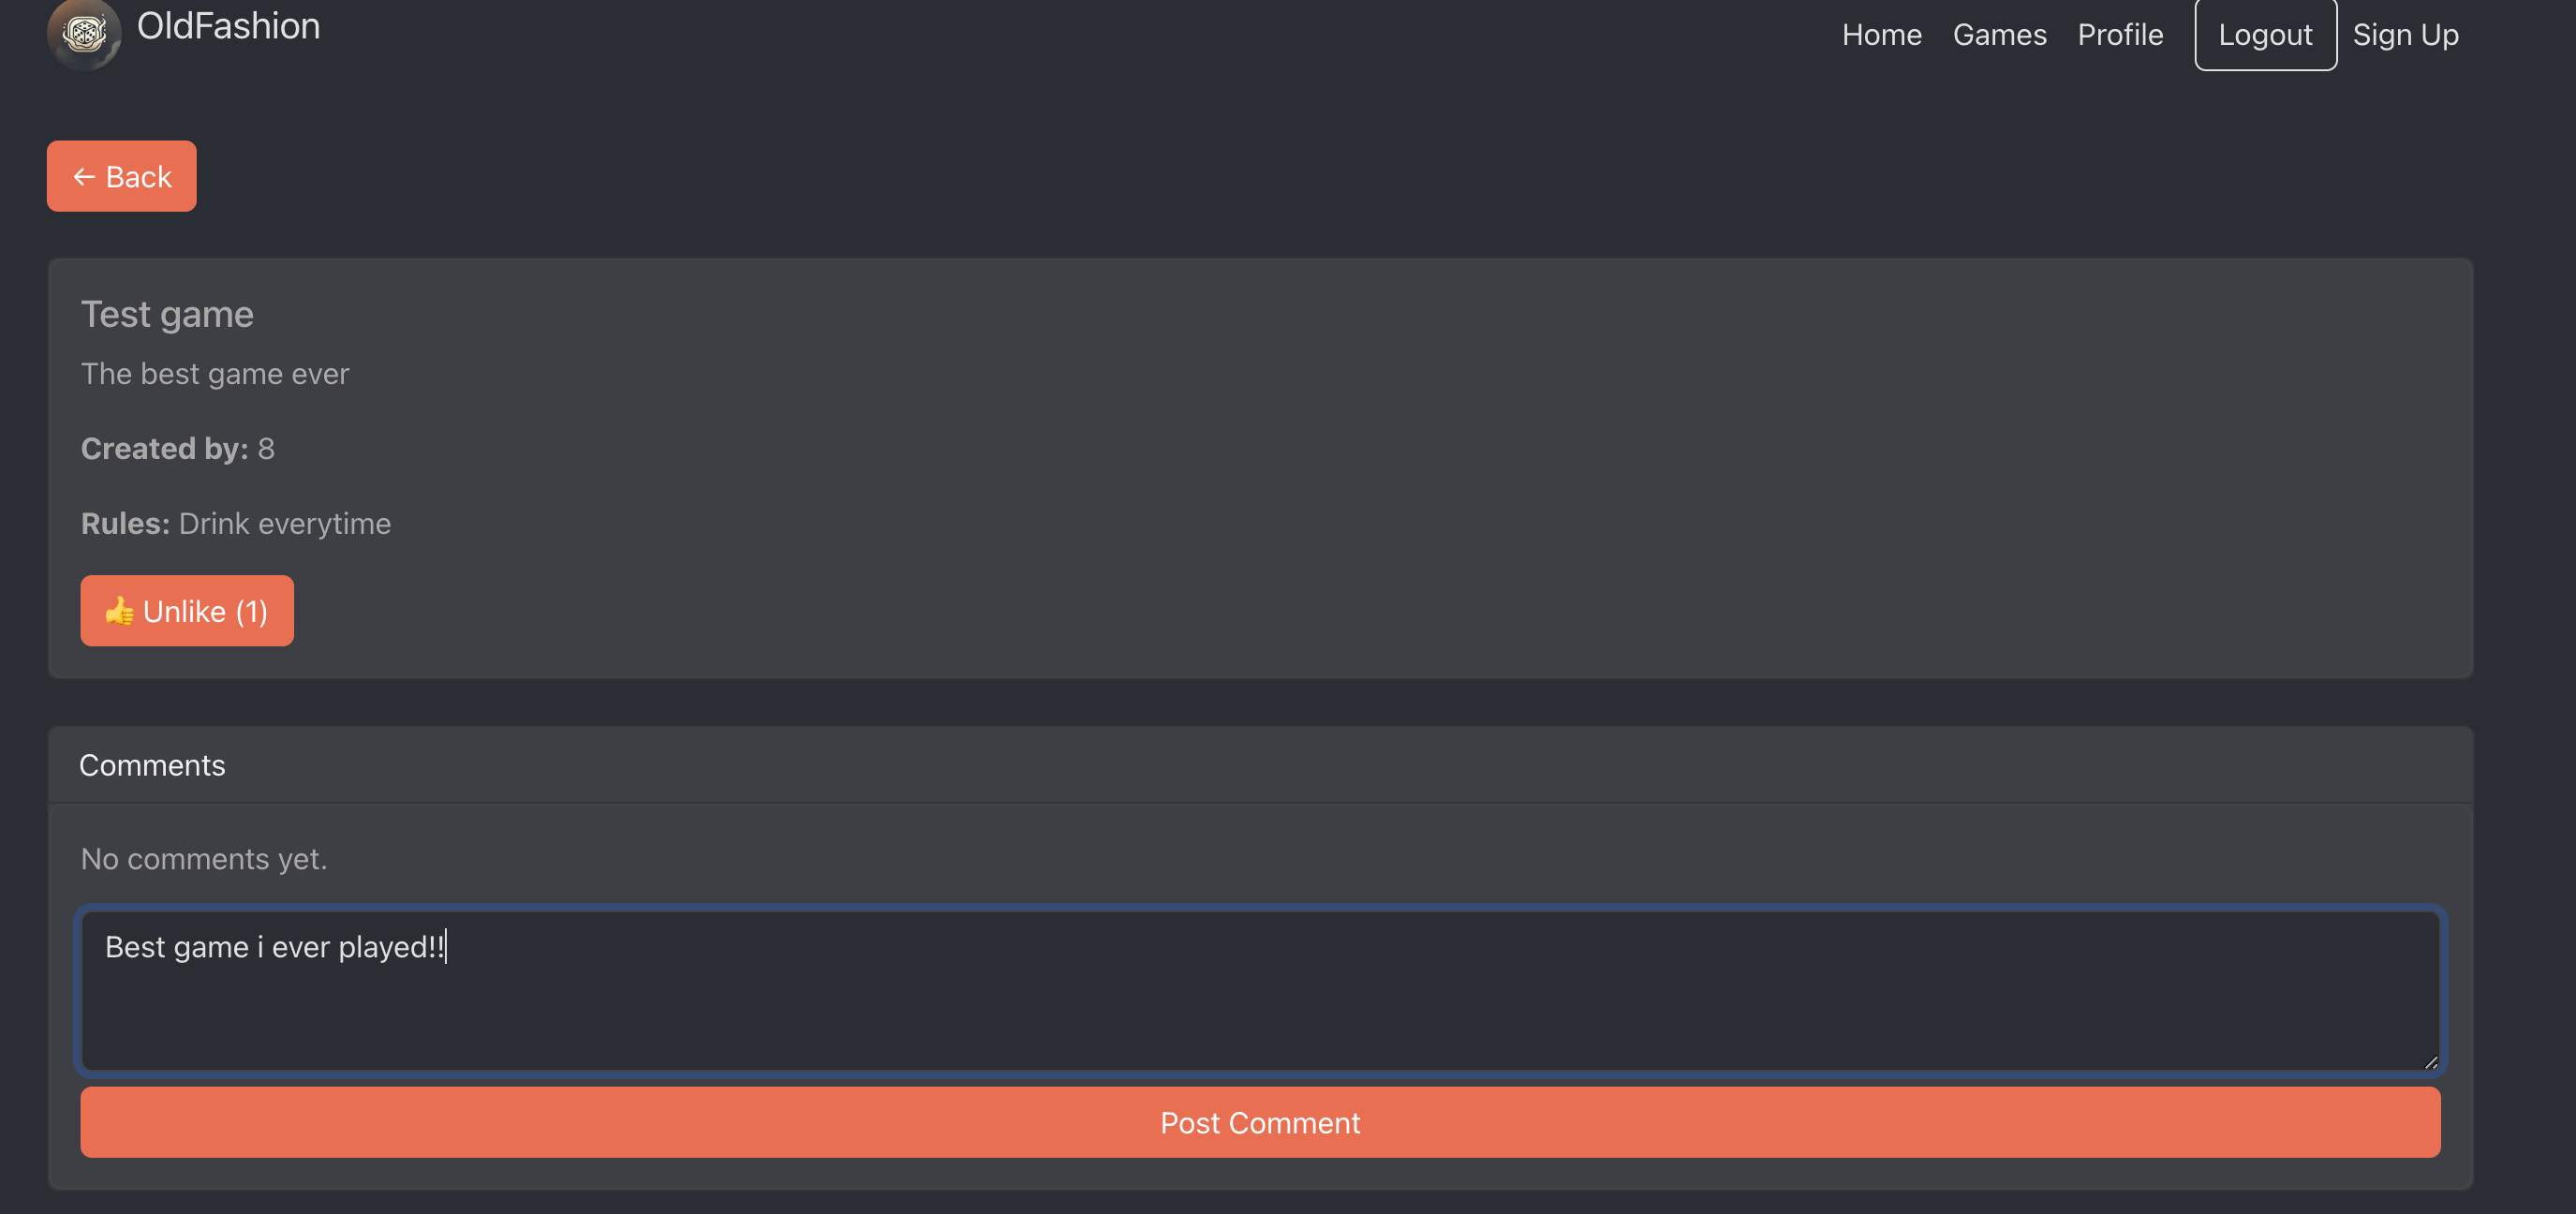 OldFashion
Home Games Profile Logout Sign Up
← Back
Test game
The best game ever
Created by: 8
Rules: Drink everytime
👍 Unlike (1)
Comments
No comments yet.
Best game i ever played!!
Post Comment